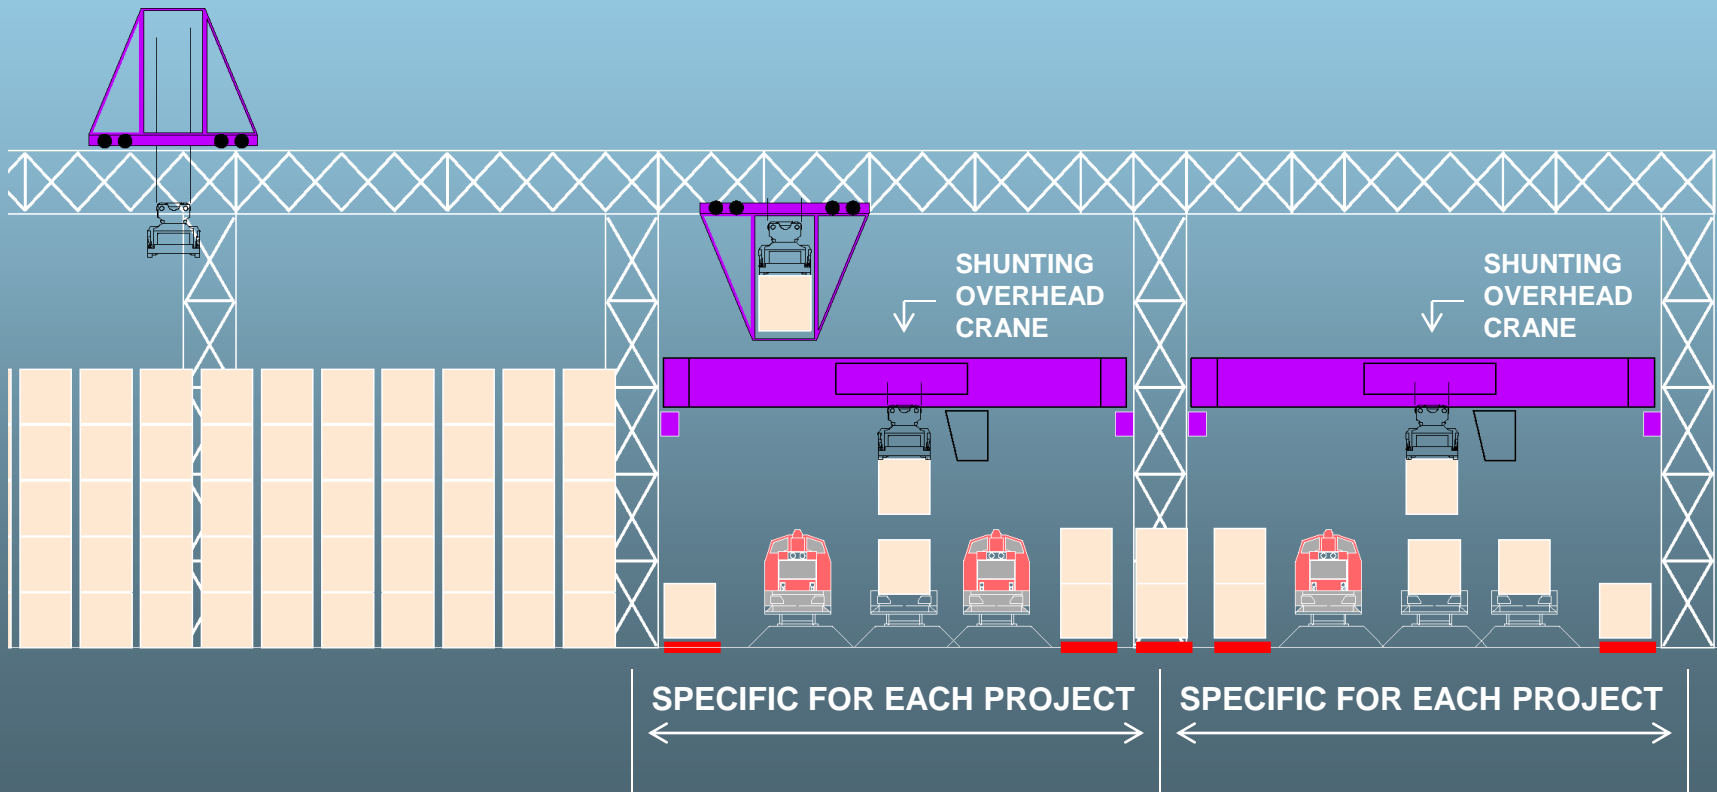 SHUNTING
OVERHEAD
CRANE
SHUNTING
OVERHEAD
CRANE
SPECIFIC FOR EACH PROJECT
SPECIFIC FOR EACH PROJECT